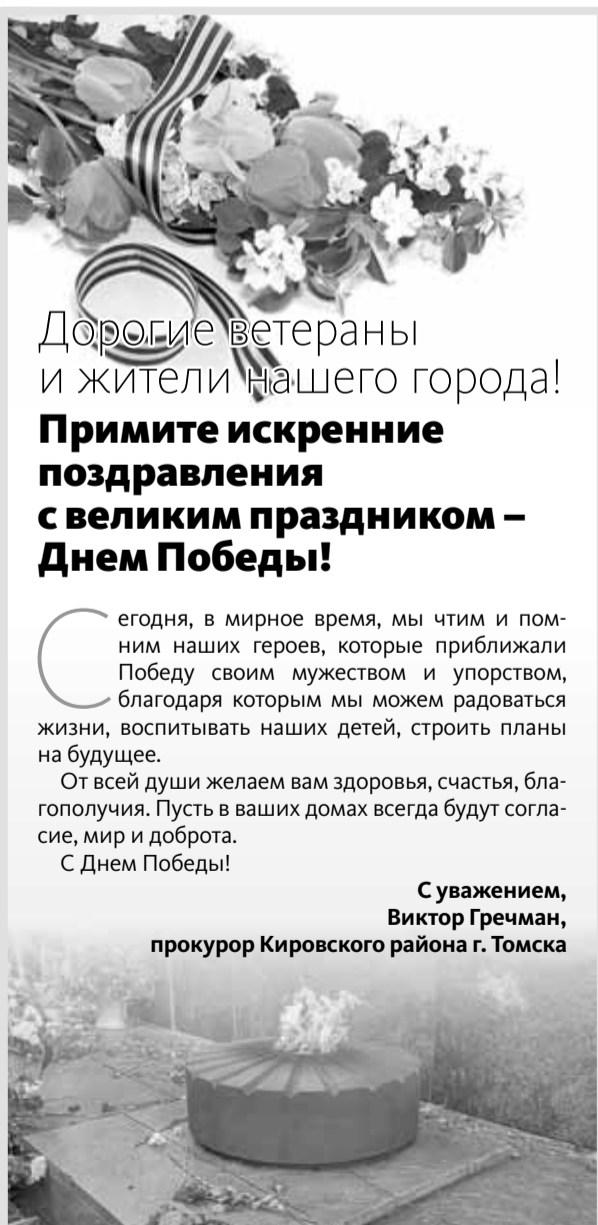 Дорогие ветераны
и жители нашего города!
Примите искренние
поздравления
с великим праздником –
Днем Победы!
Сегодня, в мирное время, мы чтим и пом-
ним наших героев, которые приближали
Победу своим мужеством и упорством,
благодаря которым мы можем радоваться
жизни, воспитывать наших детей, строить планы
на будущее.
От всей души желаем вам здоровья, счастья, бла-
гополучия. Пусть в ваших домах всегда будут согла-
сие, мир и доброта.
С Днем Победы!
С уважением,
Виктор Гречман,
прокурор Кировского района г. Томска